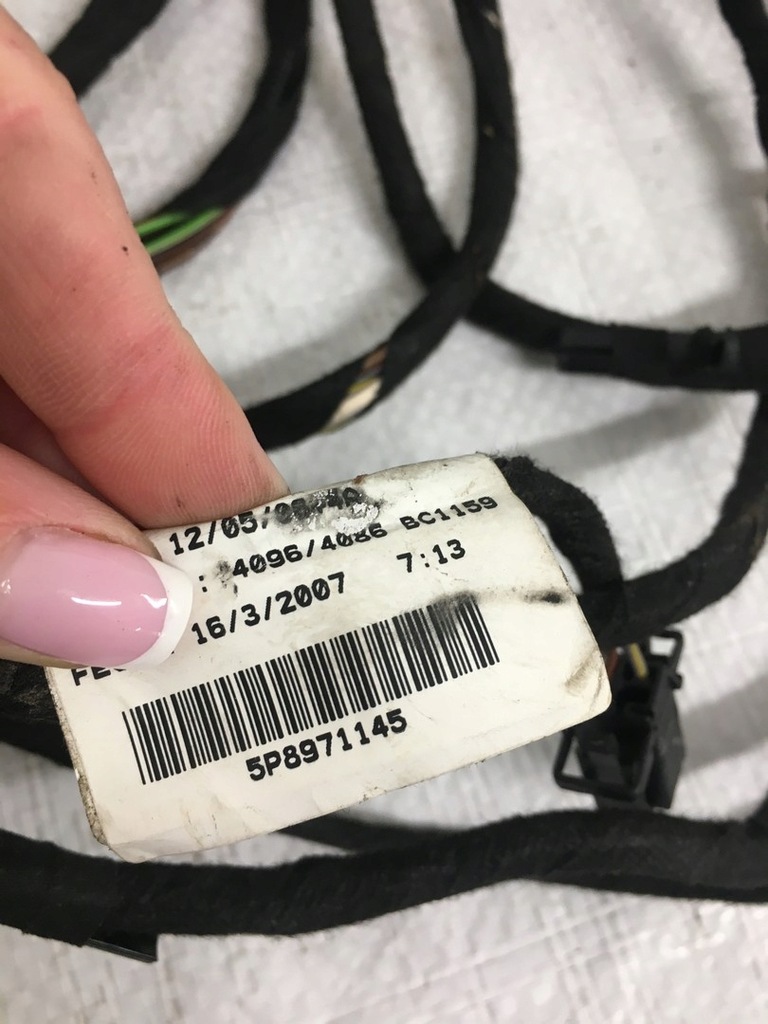 12/05/
: 4096/4086 BC1159
16/3/2007 7:13
5P8971145